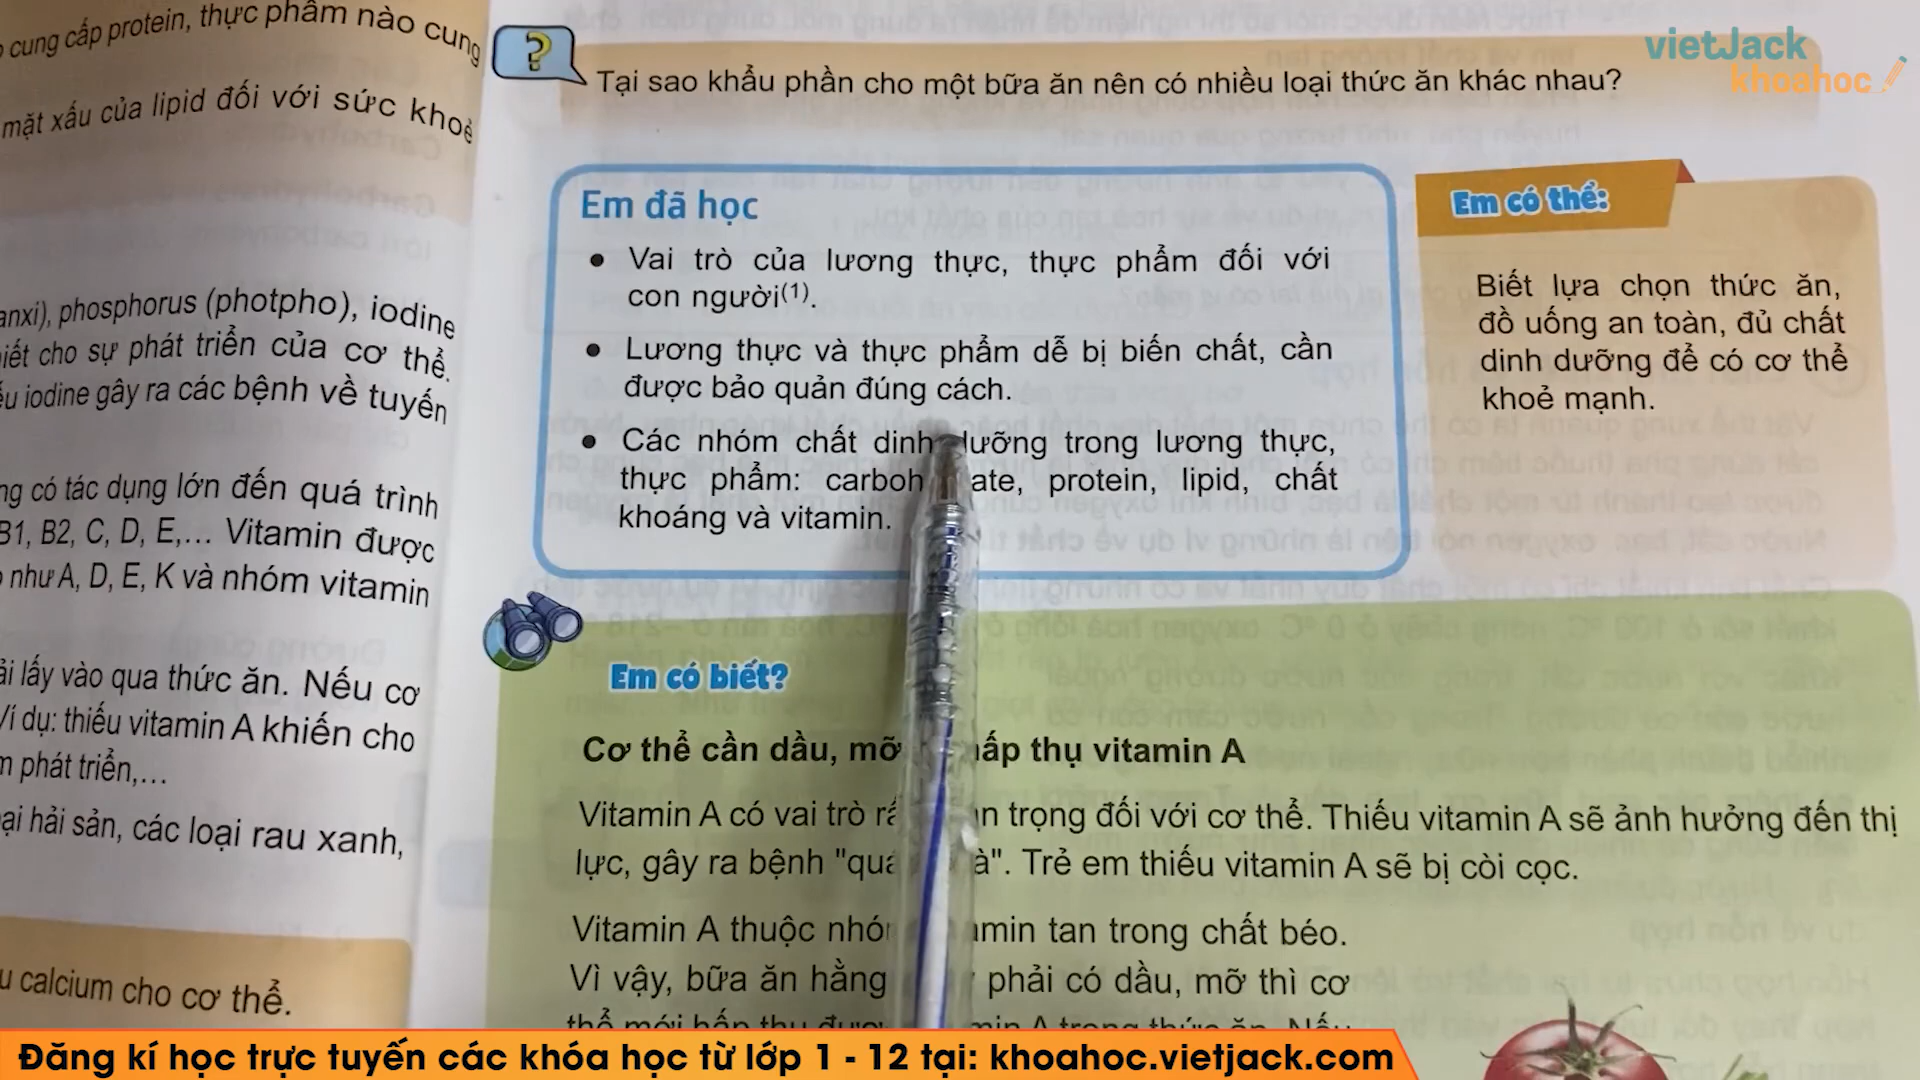 cung cấp protein, thực phẩm nào cung
mặt xấu của lipid đối với sức khoẻ
phosphorus (photpho), iodine
cho sự phát triển của cơ thể.
iodine gây ra các bệnh về tuyến
có tác dụng lớn đến quá trình
B1, B2, C, D, E,... Vitamin được
như A, D, E, K và nhóm vitamin
lấy vào qua thức ăn. Nếu cơ
Ví dụ: thiếu vitamin A khiến cho
phát triển,...
hải sản, các loại rau xanh,
calcium cho cơ thể.
?
Tại sao khẩu phần cho một bữa ăn nên có nhiều loại thức ăn khác nhau?
vietJack
khoahoc
Em đã học
• Vai trò của lương thực, thực phẩm đối với
con người(1).
• Lương thực và thực phẩm dễ bị biến chất, cần
được bảo quản đúng cách.
• Các nhóm chất dinh dưỡng trong lương thực,
thực phẩm: protein, lipid, chất
khoáng và vitamin.
Em có thể:
Biết lựa chọn thức ăn,
đồ uống an toàn, đủ chất
dinh dưỡng để có cơ thể
khoẻ mạnh.
Em có biết?
Cơ thể cần dầu, mỡ thụ vitamin A
Vitamin A có vai trò trọng đối với cơ thể. Thiếu vitamin A sẽ ảnh hưởng đến thị
lực, gây ra bệnh Trẻ em thiếu vitamin A sẽ bị còi cọc.
Vitamin A thuộc tan trong chất béo.
Vì vậy, bữa ăn hằng phải có dầu, mỡ thì cơ
Đăng kí học trực tuyến các khóa học từ lớp 1 - 12 tại: khoahoc.vietjack.com